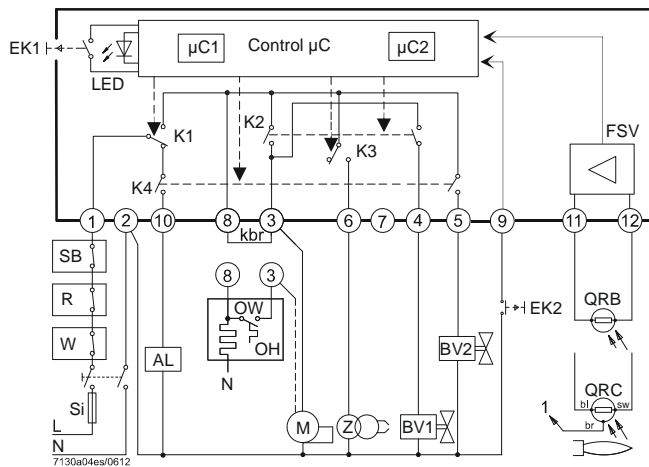 EK1
LED
µC1
Control µC
µC2
FSV
K1
K2
K3
K4
1
2
10
8
3
6
7
4
5
9
11
12
kbr
SB
R
W
Si
L
N
8
3
OW
OH
N
AL
M
Z
BV1
BV2
EK2
QRB
QRC
bl
sw
br
1
7130a04es/0612